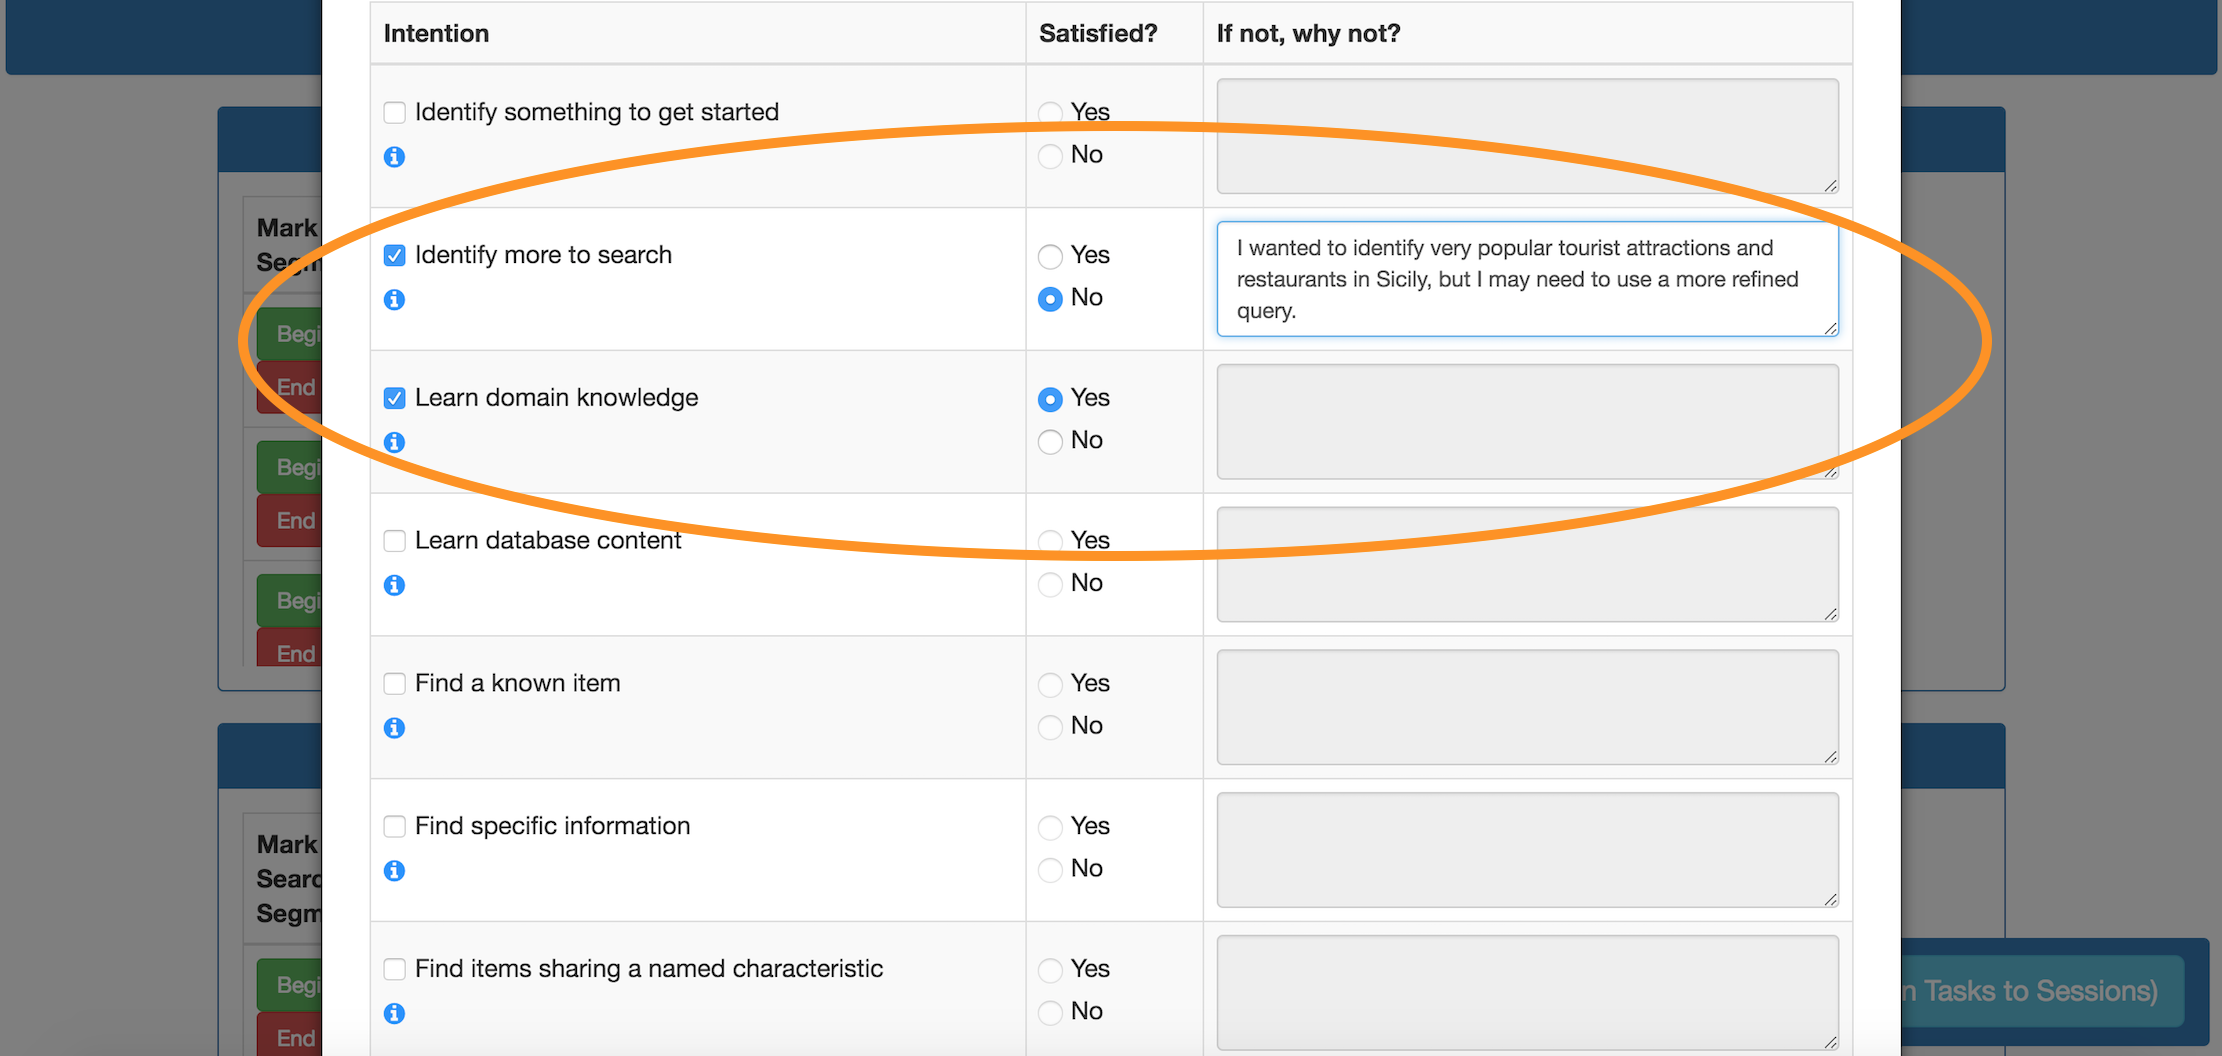 Intention Satisfied? If not, why not?
Identify something to get started Yes
No
Mark
Identify more to search Yes
No
I wanted to identify very popular tourist attractions and
restaurants in Sicily, but I may need to use a more refined
query.
Begi
End
Learn domain knowledge Yes
No
Begi
End
Learn database content Yes
No
Begi
End
Find a known item Yes
No
Find specific information Yes
No
Mark
Searc
Segm
Find items sharing a named characteristic Yes
No
Begi
End
n Tasks to Sessions)